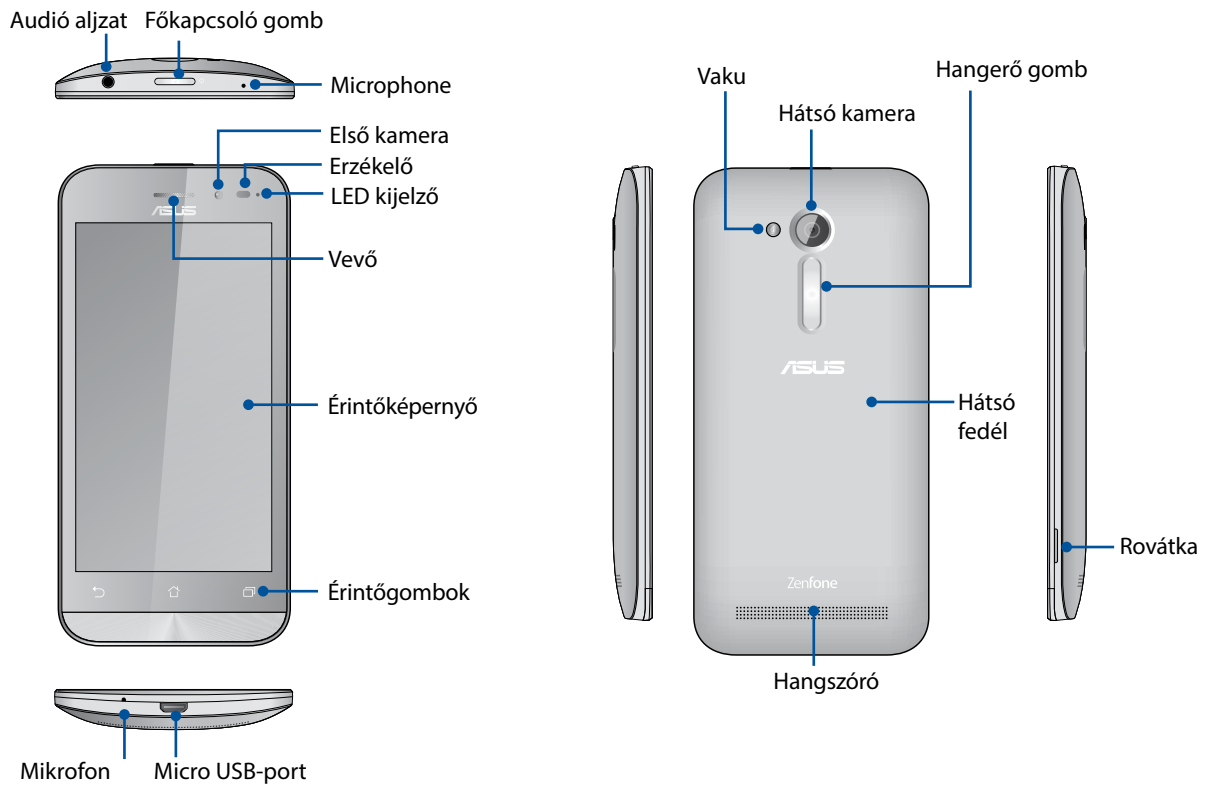 Audió aljzat
Főkapcsoló gomb
Microphone
Első kamera
Erzékelő
LED kijelző
ASUS
Vevő
Érintőképernyő
Érintőgombok
Mikrofon
Micro USB-port
Vaku
Hátsó kamera
Hangerő gomb
ASUS
Hátsó
fedél
Rovátka
Zenfone
Hangszóró